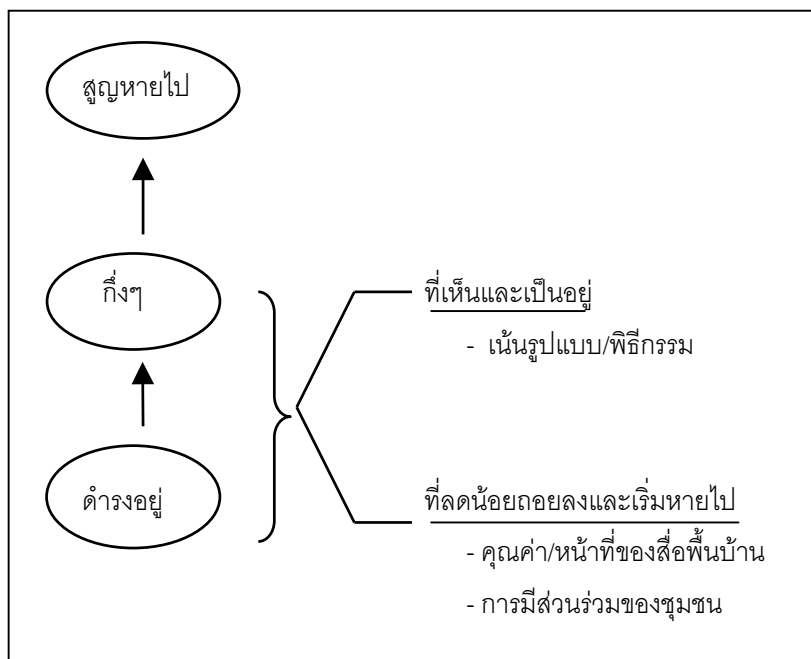 สูญหายไป
กึ่งๆ
ที่เห็นและเป็นอยู่
- เน้นรูปแบบ/พิธีกรรม
ดำรงอยู่
ที่ลดน้อยถอยลงและเริ่มหายไป
- คุณค่า/หน้าที่ของสื่อพื้นบ้าน
- การมีส่วนร่วมของชุมชน